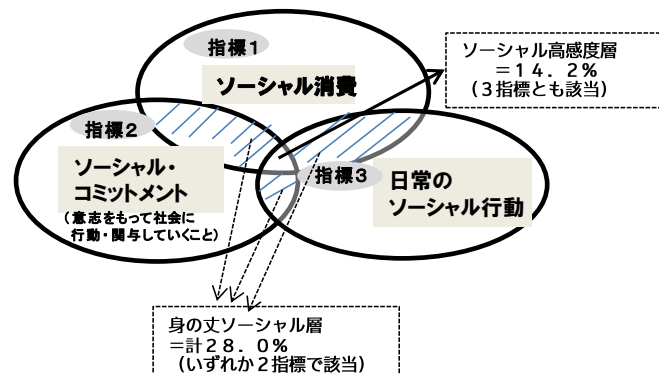 指標1
ソーシャル消費
ソーシャル高感度層
＝１４．２％
（３指標とも該当）
指標2
ソーシャル・
コミットメント
（意志をもって社会に
行動・関与していくこと）
指標3
日常の
ソーシャル行動
身の丈ソーシャル層
＝計２８．０％
（いずれか２指標で該当）